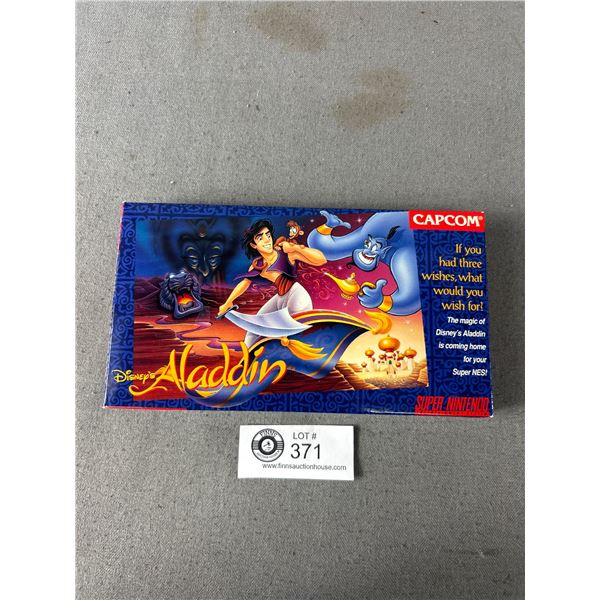 CAPCOM®
If you
had three
wishes, what
would you
wish for?
The magic of
Disney's Aladdin
is coming home
for your
Super NES!
Disney's Aladdin
SUPER NINTENDO
FINNS
LOT #
371
www.finnsauctionhouse.com